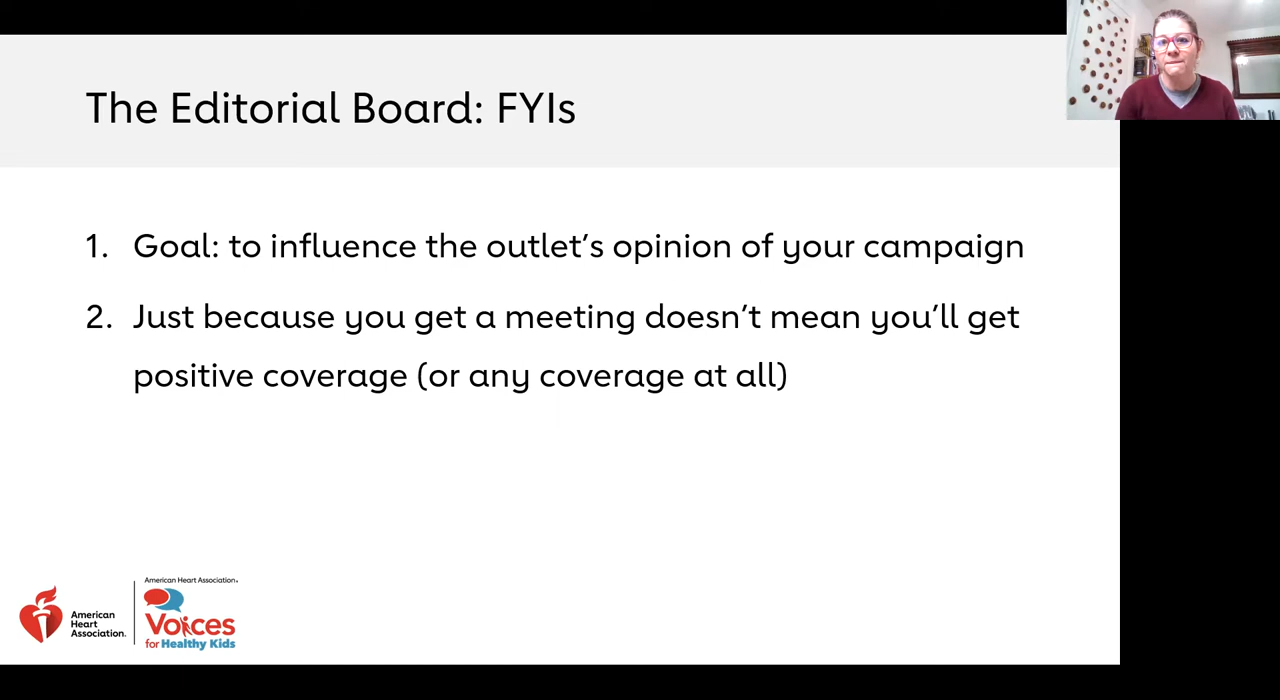 The Editorial Board: FYIs
1. Goal: to influence the outlet’s opinion of your campaign
2. Just because you get a meeting doesn’t mean you’ll get
positive coverage (or any coverage at all)
American
Heart
Association.
American Heart Association.
Voices
for Healthy Kids